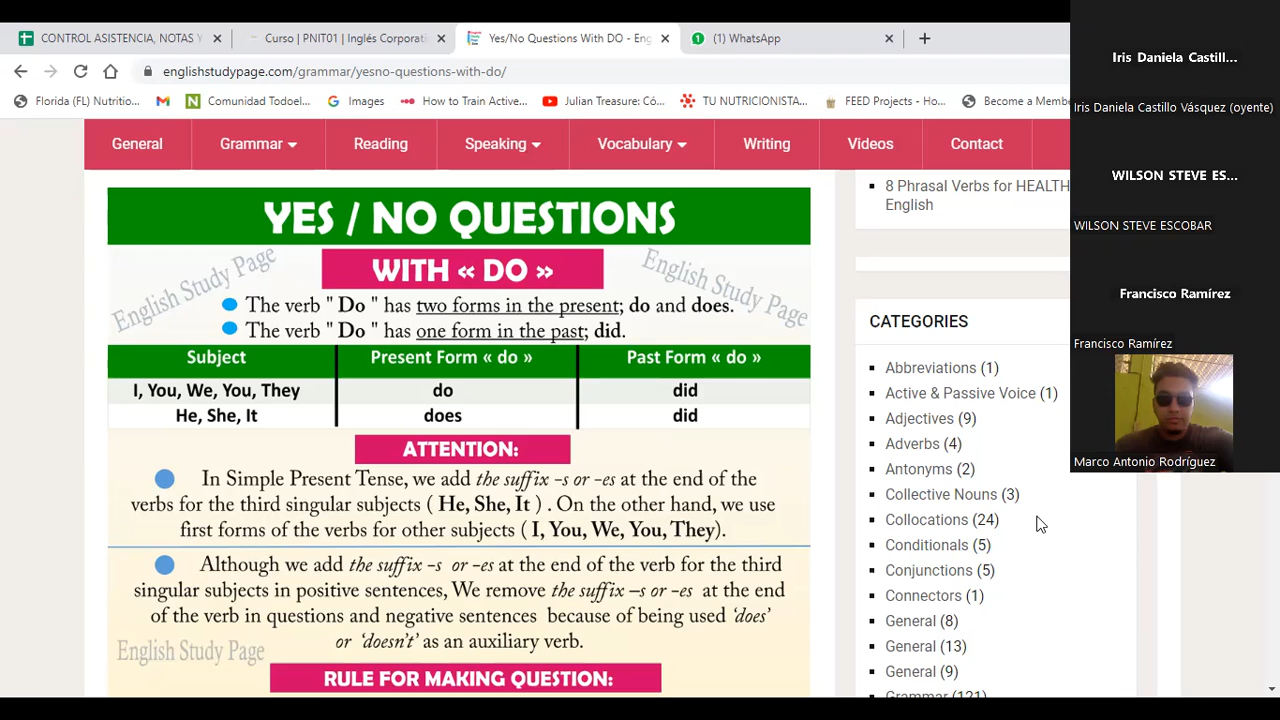 CONTROL ASISTENCIA, NOTAS Y
Curso | PNIT01 | Inglés Corporati
Yes/No Questions With DO - Eng
(1) WhatsApp
englishstudypage.com/grammar/yesno-questions-with-do/
Florida (FL) Nutritio...
Comunidad Todoel...
Images
How to Train Active...
Julian Treasure: Có...
TU NUTRICIONISTA...
FEED Projects - Ho...
Become a Membe
General
Grammar
Reading
Speaking
Vocabulary
Writing
Videos
Contact
YES / NO QUESTIONS
WITH « DO »
English Study Page
English Study Page
The verb " Do " has two forms in the present; do and does.
The verb " Do " has one form in the past; did.
Subject Present Form « do » Past Form « do »
I, You, We, You, They do did
He, She, It does did
ATTENTION:
In Simple Present Tense, we add the suffix -s or -es at the end of the
verbs for the third singular subjects ( He, She, It ) . On the other hand, we use
first forms of the verbs for other subjects ( I, You, We, You, They).
Although we add the suffix -s or -es at the end of the verb for the third
singular subjects in positive sentences, We remove the suffix –s or -es at the end
of the verb in questions and negative sentences because of being used ‘does’
or ‘doesn’t’ as an auxiliary verb.
English Study Page
RULE FOR MAKING QUESTION:
8 Phrasal Verbs for HEALTH
English
CATEGORIES
Abbreviations (1)
Active & Passive Voice (1)
Adjectives (9)
Adverbs (4)
Antonyms (2)
Collective Nouns (3)
Collocations (24)
Conditionals (5)
Conjunctions (5)
Connectors (1)
General (8)
General (13)
General (9)
Grammar (121)
Iris Daniela Castill...
Iris Daniela Castillo Vásquez (oyente)
WILSON STEVE ES...
WILSON STEVE ESCOBAR
Francisco Ramírez
Francisco Ramírez
Marco Antonio Rodríguez